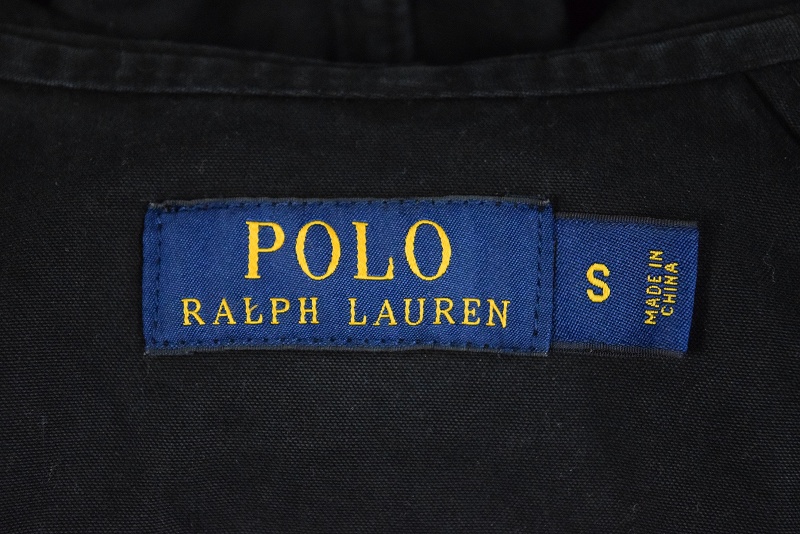 POLO
RALPH LAUREN
S
MADE IN
CHINA